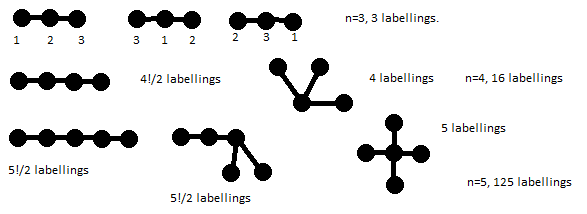 1 2 3 3 1 2 2 3 1 n=3, 3 labellings.
4!/2 labellings 4 labellings n=4, 16 labellings
5 labellings
5!/2 labellings
5!/2 labellings
n=5, 125 labellings